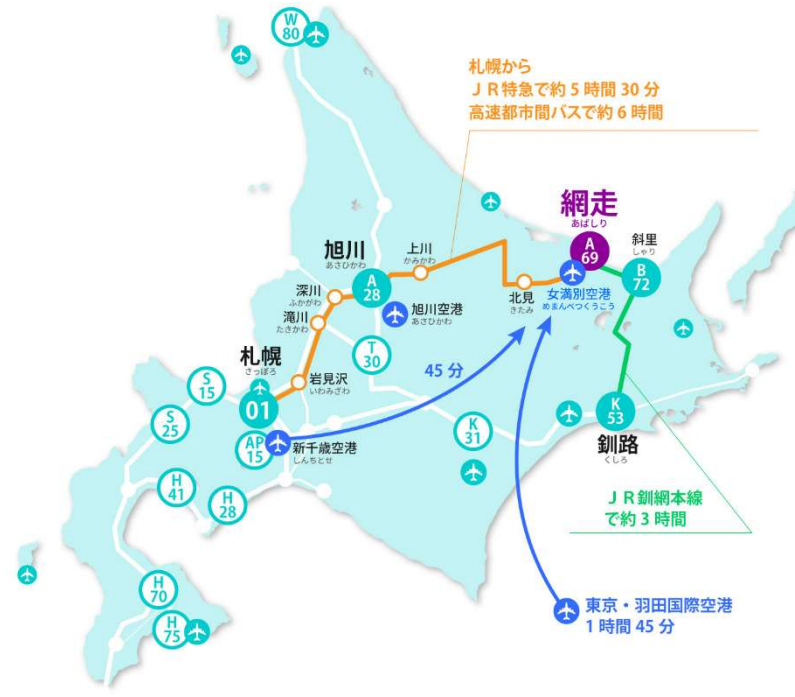 W
80
札幌から
JR特急で約5時間30分
高速都市間バスで約6時間
網走
あばしり
A
69
斜里
しゃり
B
72
旭川
あさひかわ
上川
かみかわ
A
28
深川
ふかがわ
滝川
たきかわ
旭川空港
あさひかわ
北見
きたみ
女満別空港
めまんべつくうこう
T
30
札幌
さっぽろ
01
岩見沢
いわみざわ
45分
S
15
S
25
K
31
K
53
釧路
くしろ
AP
15
新千歳空港
しんちとせ
H
41
H
28
JR釧網本線
で約3時間
H
70
H
75
東京・羽田国際空港
1時間45分